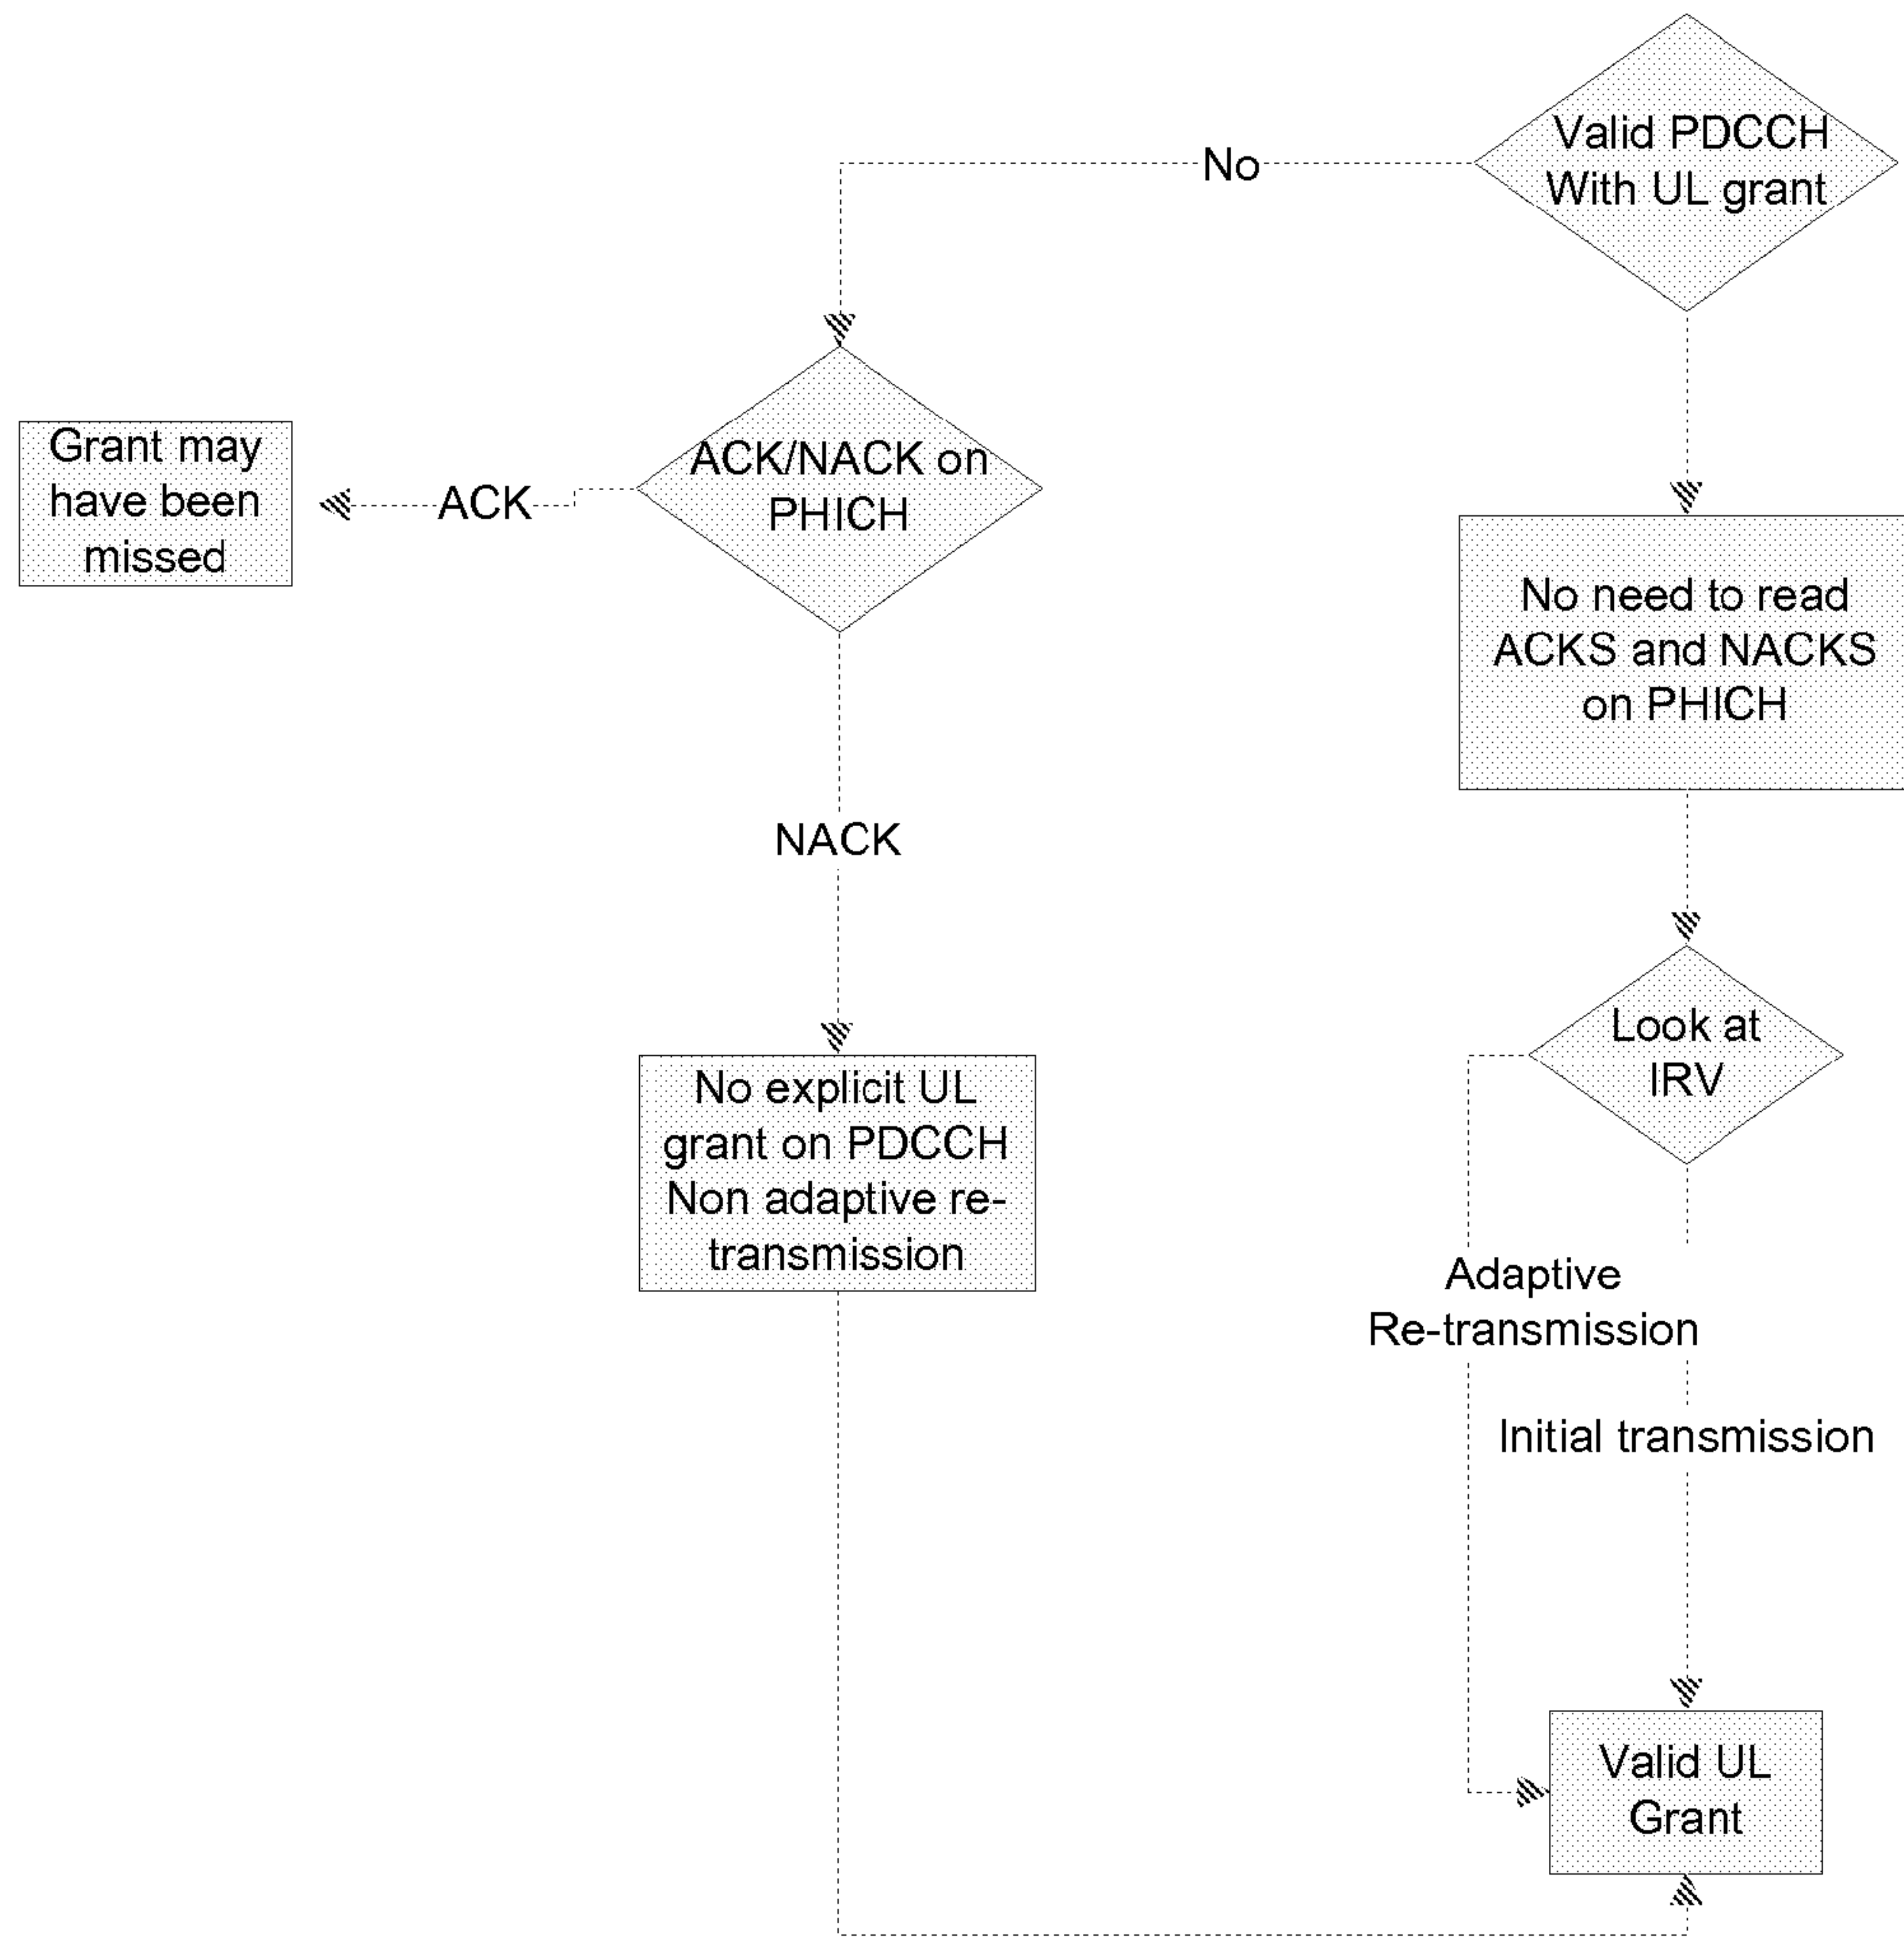 Valid PDCCH
With UL grant
No
ACK/NACK on
PHICH
ACK
Grant may
have been
missed
No need to read
ACKS and NACKS
on PHICH
NACK
Look at
IRV
No explicit UL
grant on PDCCH
Non adaptive re-
transmission
Adaptive
Re-transmission
Initial transmission
Valid UL
Grant